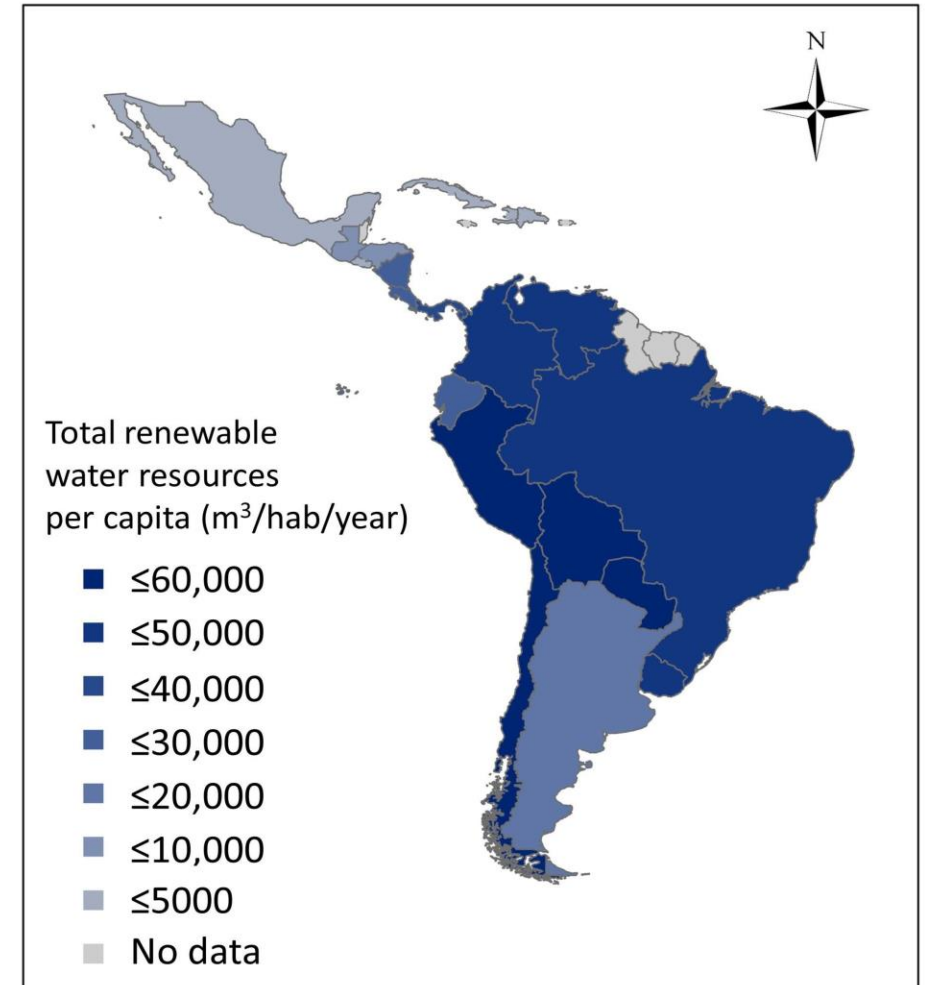 N
Total renewable
water resources
per capita (m³/hab/year)
≤60,000
≤50,000
≤40,000
≤30,000
≤20,000
≤10,000
≤5000
No data